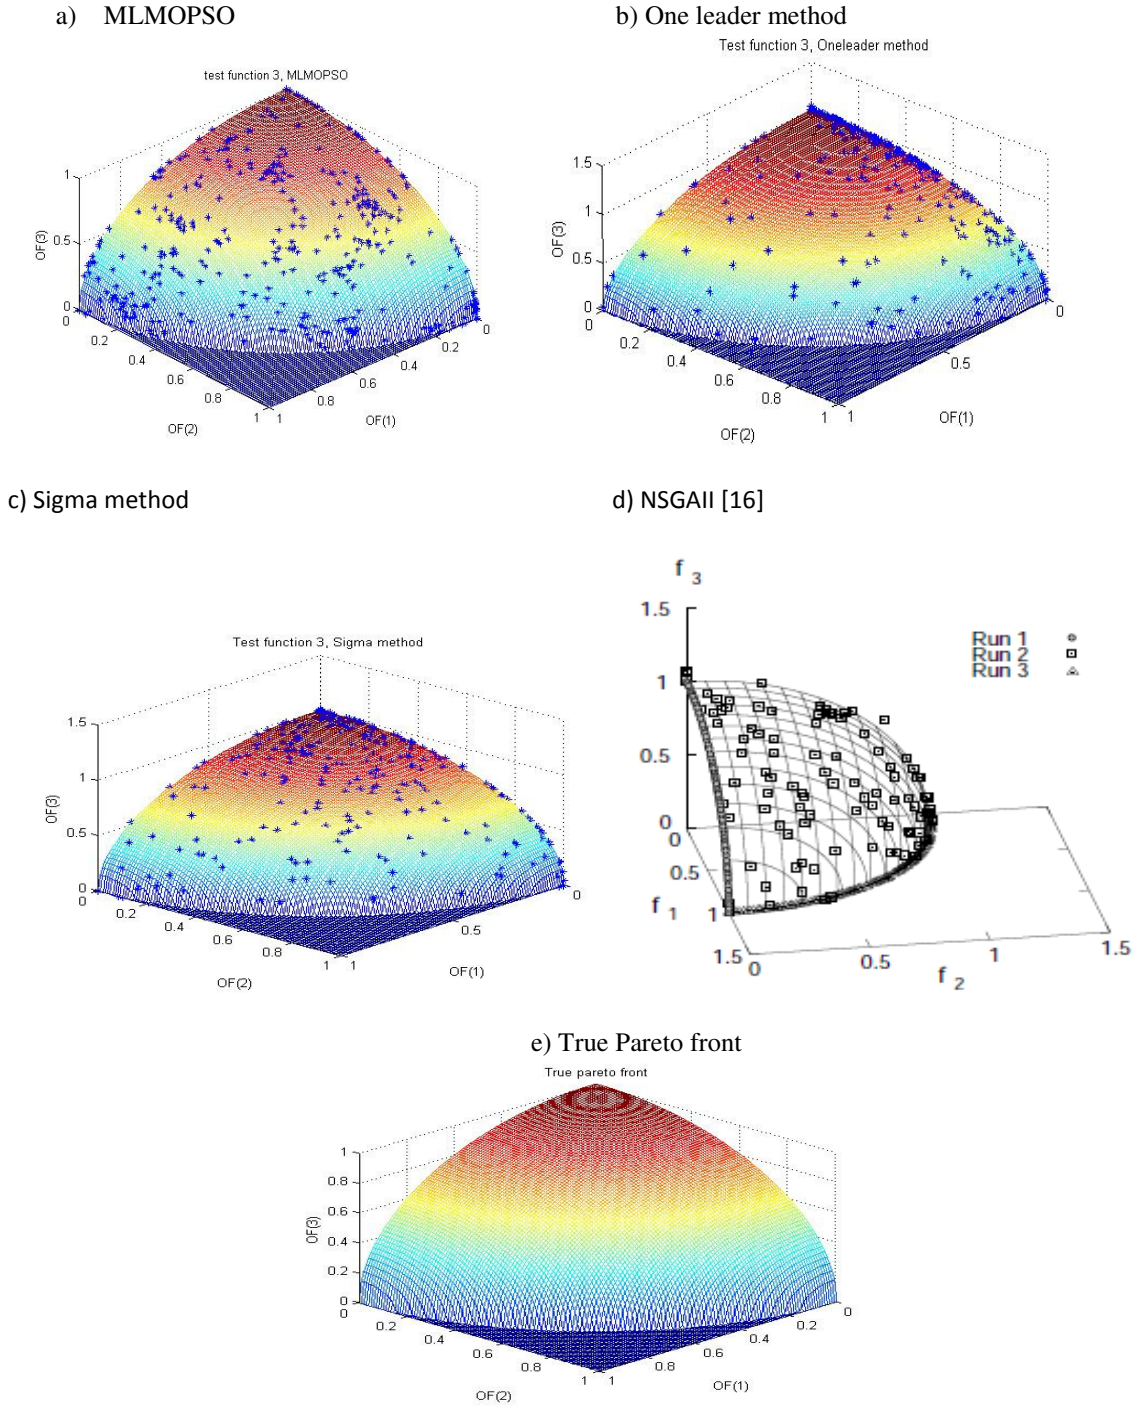 a) MLMOPSO
b) One leader method
test function 3, MLMOPSO
1
0.5
0
OF(3)
0
0.2
0.4
0.6
0.8
1
OF(2)
1
0.8
0.6
0.4
0.2
0
OF(1)
Test function 3, Oneleader method
1.5
1
0.5
0
OF(3)
0
0.2
0.4
0.6
0.8
1
OF(2)
1
0.5
0
OF(1)
c) Sigma method
d) NSGAII [16]
Test function 3, Sigma method
1.5
1
0.5
0
OF(3)
0
0.2
0.4
0.6
0.8
1
OF(2)
1
0.5
0
OF(1)
f 3
1.5
1
0.5
0
Run 1
Run 2
Run 3
0
0.5
1
1.5
f 1
0
0.5
1
1.5
f 2
e) True Pareto front
True pareto front
1
0.8
0.6
0.4
0.2
0
OF(3)
0
0.2
0.4
0.6
0.8
1
OF(2)
1
0.8
0.6
0.4
0.2
0
OF(1)